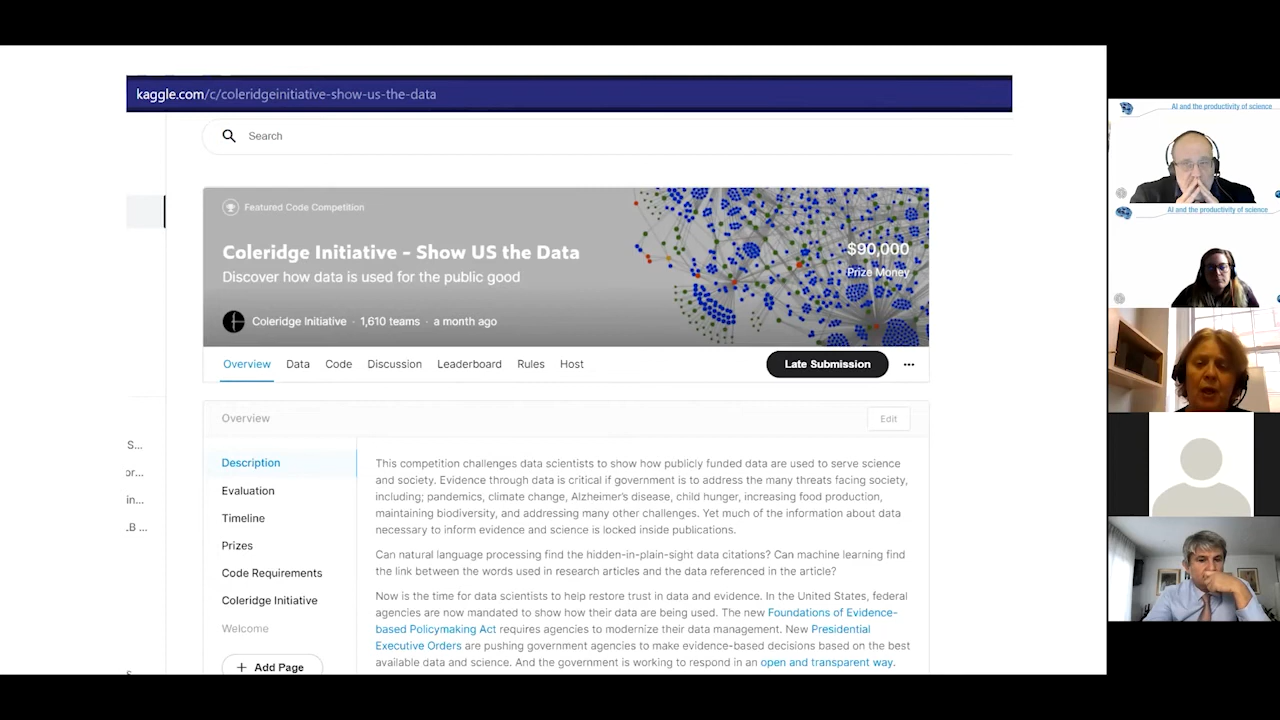 kaggle.com/c/coleridgeinitiative-show-us-the-data
Search
Featured Code Competition
Coleridge Initiative - Show US the Data
Discover how data is used for the public good
$90,000
Prize Money
Coleridge Initiative · 1,610 teams · a month ago
Overview Data Code Discussion Leaderboard Rules Host Late Submission ...
Overview Edit
S...
or...
in...
LB ...
Description
Evaluation
Timeline
Prizes
Code Requirements
Coleridge Initiative
Welcome
+ Add Page
This competition challenges data scientists to show how publicly funded data are used to serve science
and society. Evidence through data is critical if government is to address the many threats facing society,
including; pandemics, climate change, Alzheimer's disease, child hunger, increasing food production,
maintaining biodiversity, and addressing many other challenges. Yet much of the information about data
necessary to inform evidence and science is locked inside publications.
Can natural language processing find the hidden-in-plain-sight data citations? Can machine learning find
the link between the words used in research articles and the data referenced in the article?
Now is the time for data scientists to help restore trust in data and evidence. In the United States, federal
agencies are now mandated to show how their data are being used. The new Foundations of Evidence-
based Policymaking Act requires agencies to modernize their data management. New Presidential
Executive Orders are pushing government agencies to make evidence-based decisions based on the best
available data and science. And the government is working to respond in an open and transparent way.
AI and the productivity of science
AI and the productivity of science